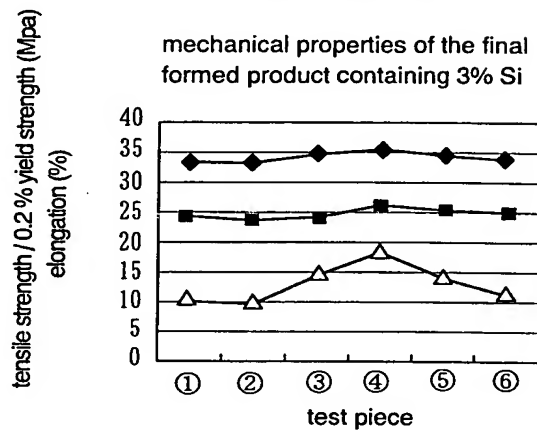 mechanical properties of the final
formed product containing 3% Si
tensile strength / 0.2 % yield strength (Mpa)
elongation (%)
40
35
30
25
20
15
10
5
0
① ② ③ ④ ⑤ ⑥
test piece